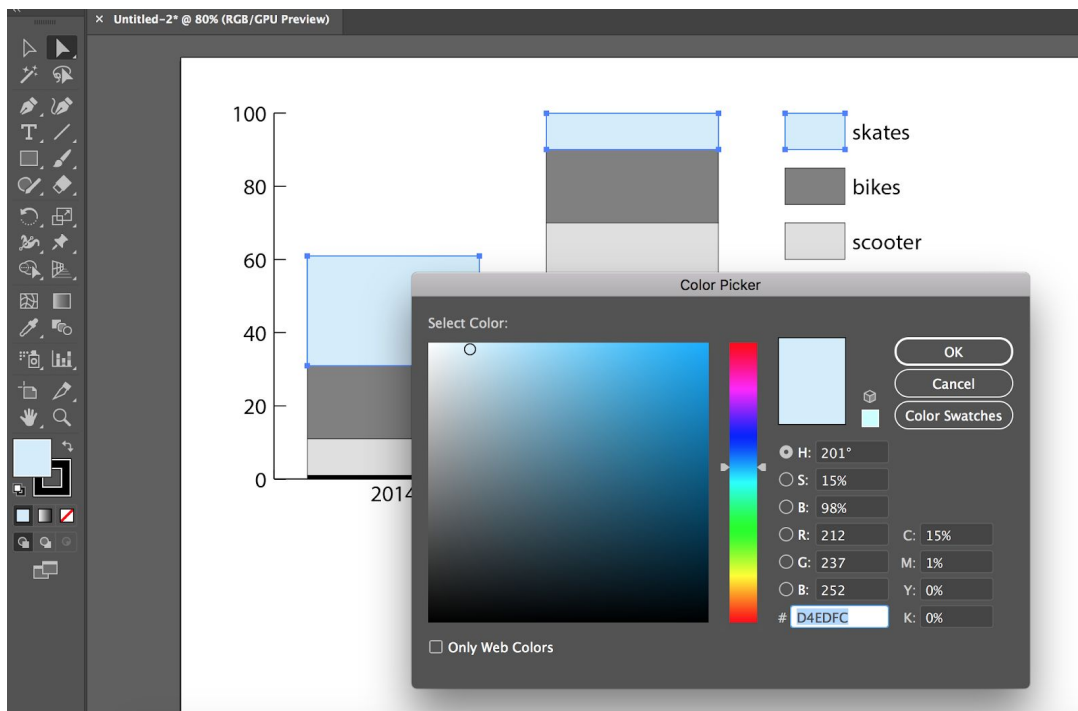 × Untitled-2* @ 80% (RGB/GPU Preview)
100
80
60
40
20
0
2014
skates
bikes
scooter
Color Picker
Select Color:
OK
Cancel
Color Swatches
H: 201°
S: 15%
B: 98%
R: 212 C: 15%
G: 237 M: 1%
B: 252 Y: 0%
# D4EDFC K: 0%
Only Web Colors